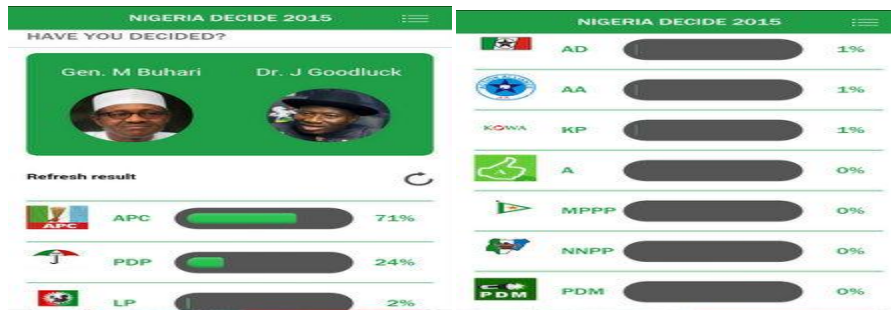 NIGERIA DECIDE 2015
HAVE YOU DECIDED?
Gen. M Buhari Dr. J Goodluck
Refresh result
APC APC 71%
PDP 24%
LP 2%
NIGERIA DECIDE 2015
AD 1%
AA 1%
KOWA KP 1%
A 0%
MPPP 0%
NNPP 0%
PDM PDM 0%